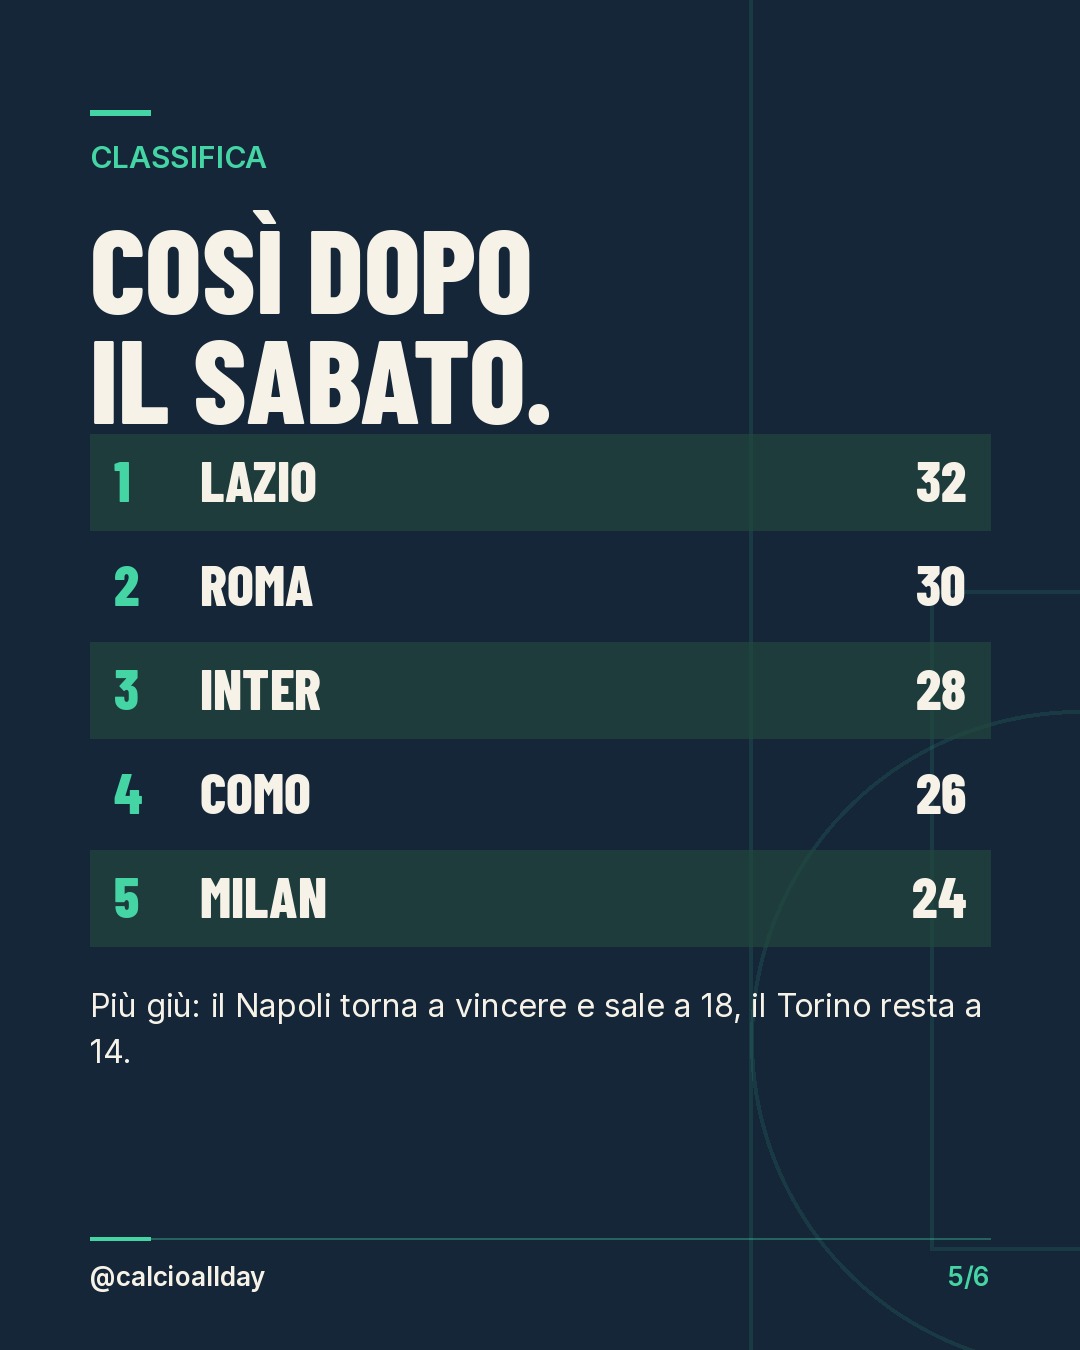 CLASSIFICA
COSÌ DOPO
IL SABATO.
1 LAZIO 32
2 ROMA 30
3 INTER 28
4 COMO 26
5 MILAN 24
Più giù: il Napoli torna a vincere e sale a 18, il Torino resta a
14.
@calcioallday 5/6